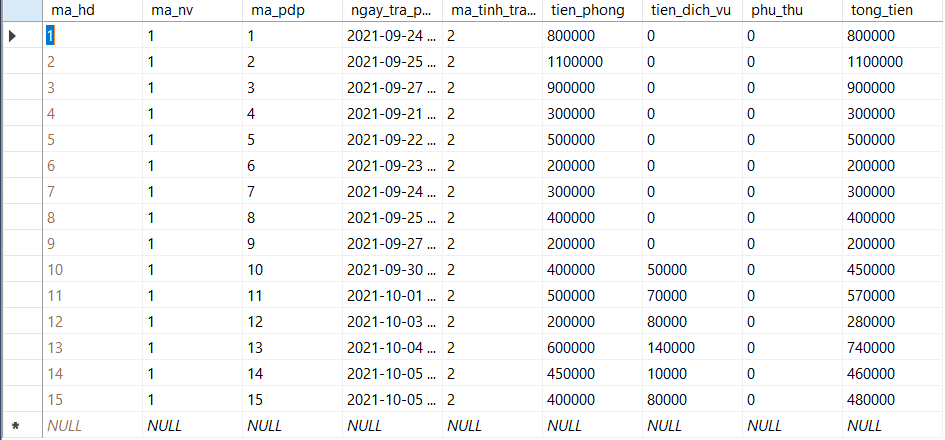 ma_hd ma_nv ma_pdp ngay_tra_p... ma_tinh_tra... tien_phong tien_dich_vu phu_thu tong_tien
1 1 1 2021-09-24 ... 2 800000 0 0 800000
2 1 2 2021-09-25 ... 2 1100000 0 0 1100000
3 1 3 2021-09-27 ... 2 900000 0 0 900000
4 1 4 2021-09-21 ... 2 300000 0 0 300000
5 1 5 2021-09-22 ... 2 500000 0 0 500000
6 1 6 2021-09-23 ... 2 200000 0 0 200000
7 1 7 2021-09-24 ... 2 300000 0 0 300000
8 1 8 2021-09-25 ... 2 400000 0 0 400000
9 1 9 2021-09-27 ... 2 200000 0 0 200000
10 1 10 2021-09-30 ... 2 400000 50000 0 450000
11 1 11 2021-10-01 ... 2 500000 70000 0 570000
12 1 12 2021-10-03 ... 2 200000 80000 0 280000
13 1 13 2021-10-04 ... 2 600000 140000 0 740000
14 1 14 2021-10-05 ... 2 450000 10000 0 460000
15 1 15 2021-10-05 ... 2 400000 80000 0 480000
* NULL NULL NULL NULL NULL NULL NULL NULL NULL